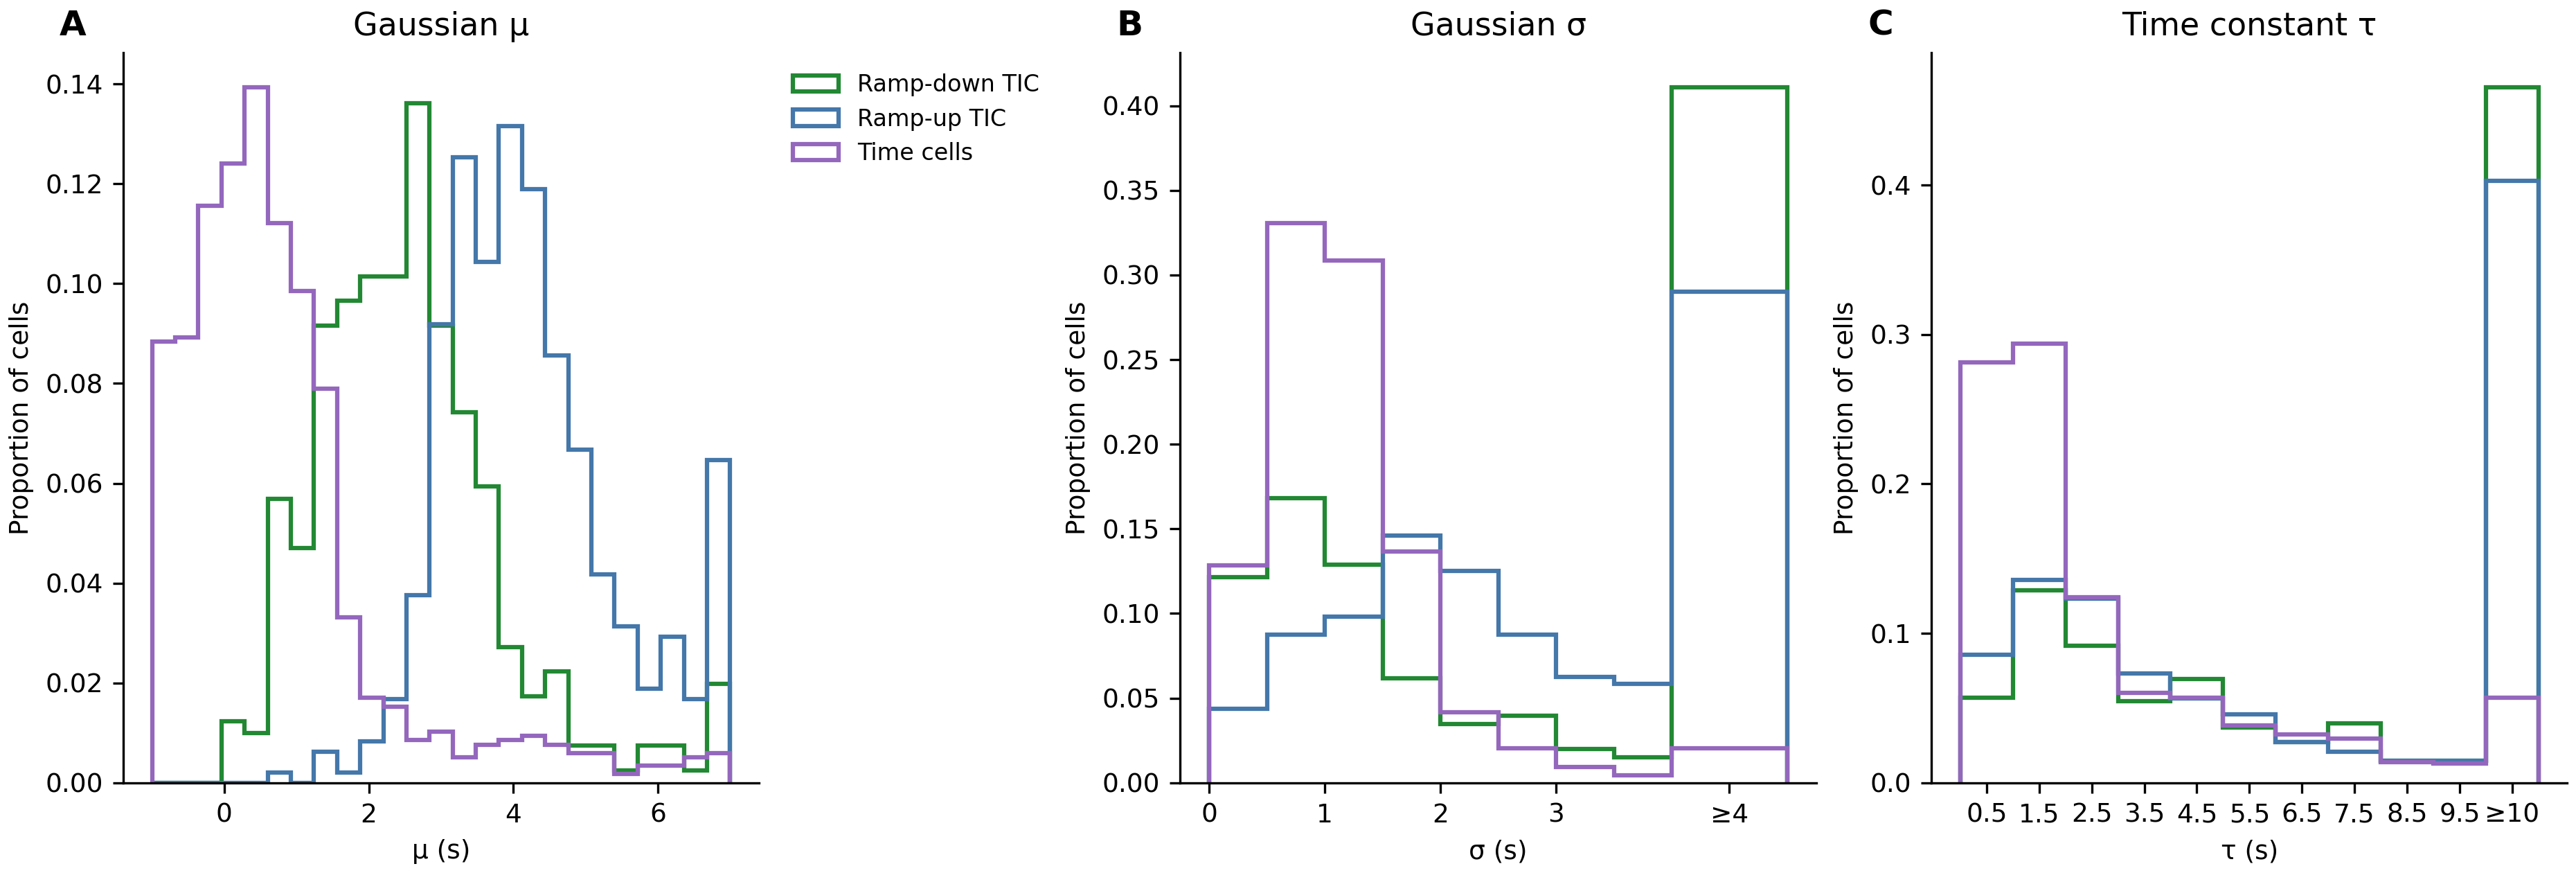 A
Gaussian μ
Proportion of cells
0.14
0.12
0.10
0.08
0.06
0.04
0.02
0.00
0 2 4 6
μ (s)
Ramp-down TIC
Ramp-up TIC
Time cells
B
Gaussian σ
Proportion of cells
0.40
0.35
0.30
0.25
0.20
0.15
0.10
0.05
0.00
0 1 2 3 ≥4
σ (s)
C
Time constant τ
Proportion of cells
0.4
0.3
0.2
0.1
0.0
0.5 1.5 2.5 3.5 4.5 5.5 6.5 7.5 8.5 9.5 ≥10
τ (s)